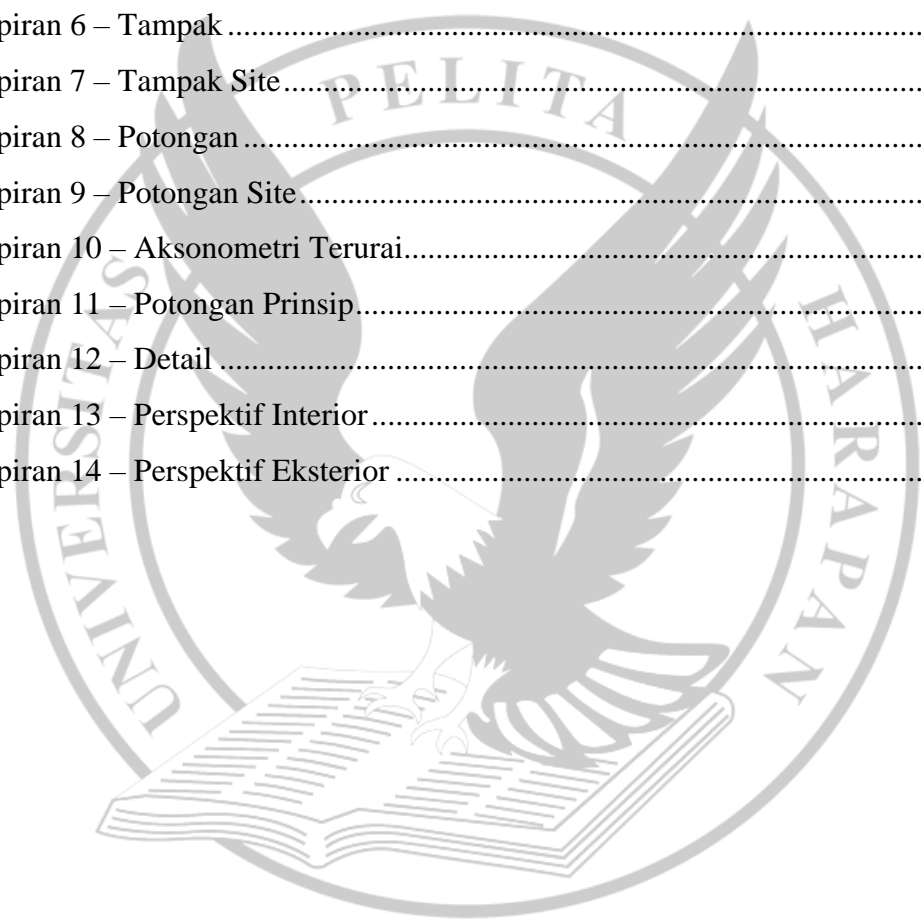 piran 6 – Tampak ........................................................................................
piran 7 – Tampak Site................................................................................
piran 8 – Potongan .....................................................................................
piran 9 – Potongan Site..............................................................................
piran 10 – Aksonometri Terurai.................................................................
piran 11 – Potongan Prinsip.......................................................................
piran 12 – Detail ........................................................................................
piran 13 – Perspektif Interior .....................................................................
piran 14 – Perspektif Eksterior ..................................................................
UNIVERSITAS PELITA HARAPAN